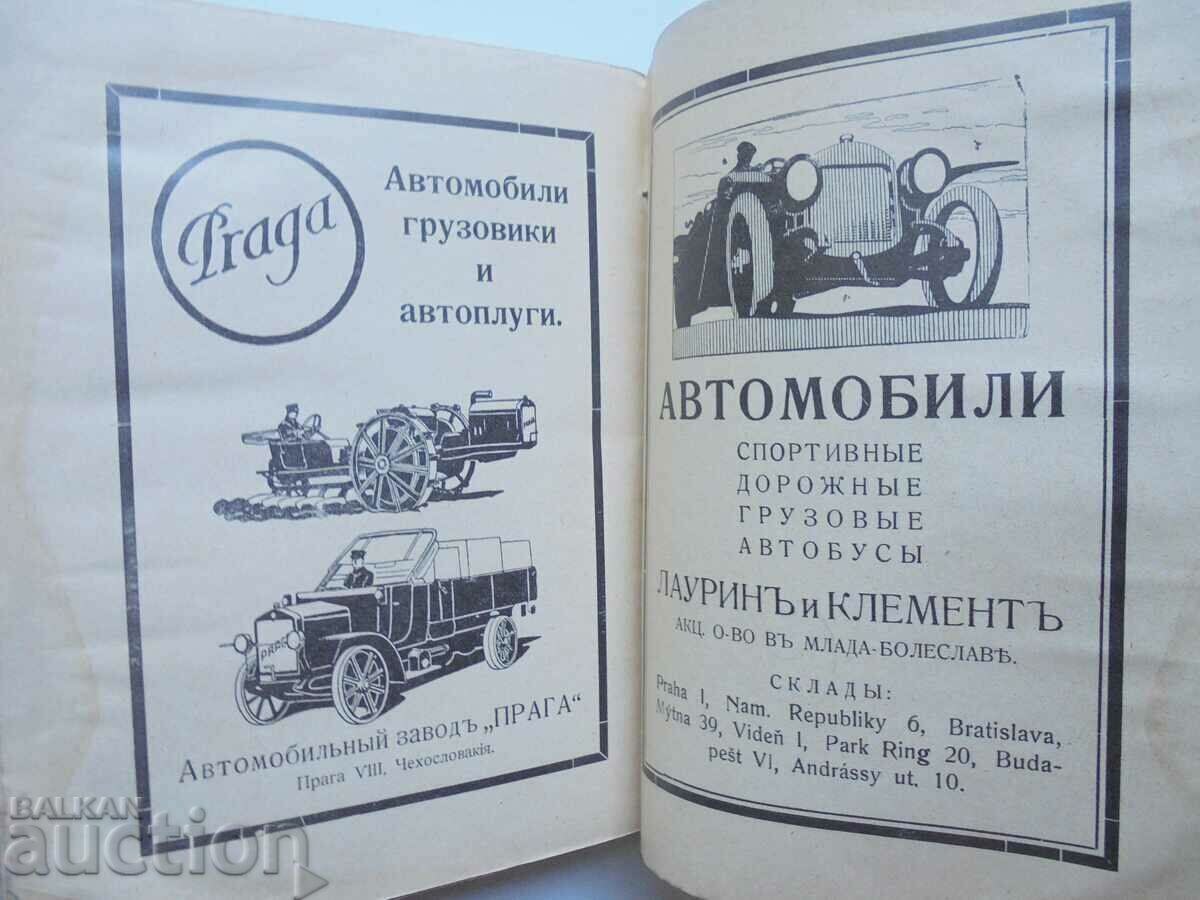 Praga
Автомобили
грузовики
и
автоплуги.
PRAGA
Автомобильный заводъ „ПРАГА“
Прага VIII, Чехословакія.
АВТОМОБИЛИ
СПОРТИВНЫЕ
ДОРОЖНЫЕ
ГРУЗОВЫЕ
АВТОБУСЫ
ЛАУРИНЪ и КЛЕМЕНТЪ
АКЦ. О-ВО ВЪ МЛАДА-БОЛЕСЛАВѢ.
СКЛАДЫ:
Praha I, Nam. Republiky 6, Bratislava,
Mýtna 39, Videň I, Park Ring 20, Buda-
pešt VI, Andrássy ut. 10.
BALKAN
auction